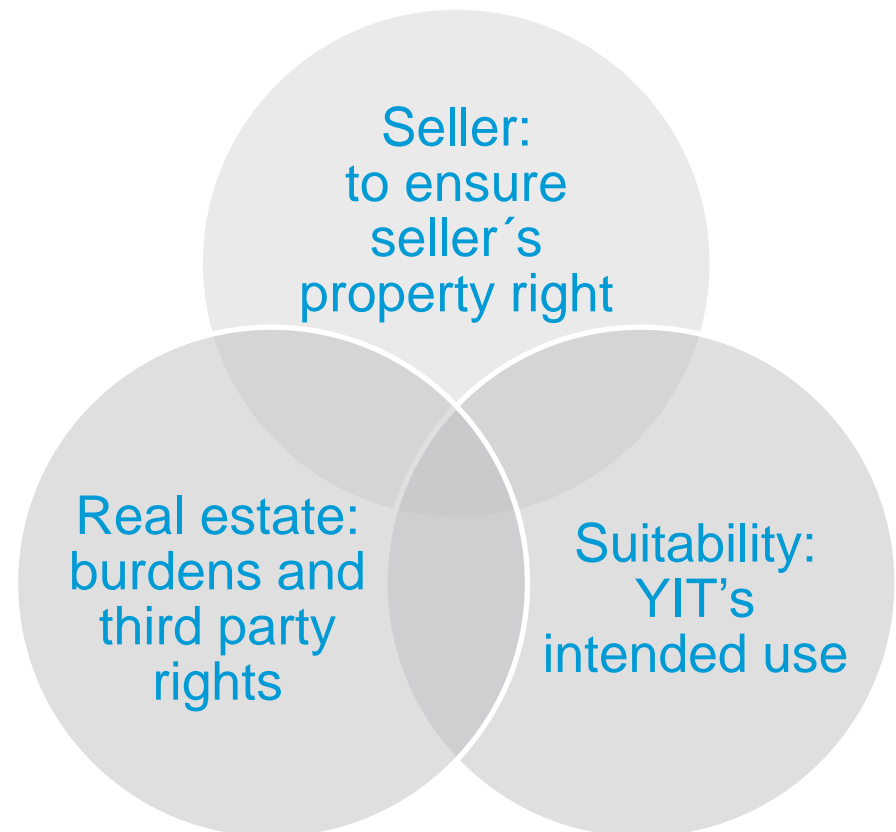 Seller:
to ensure
seller´s
property right
Real estate:
burdens and
third party
rights
Suitability:
YIT’s
intended use